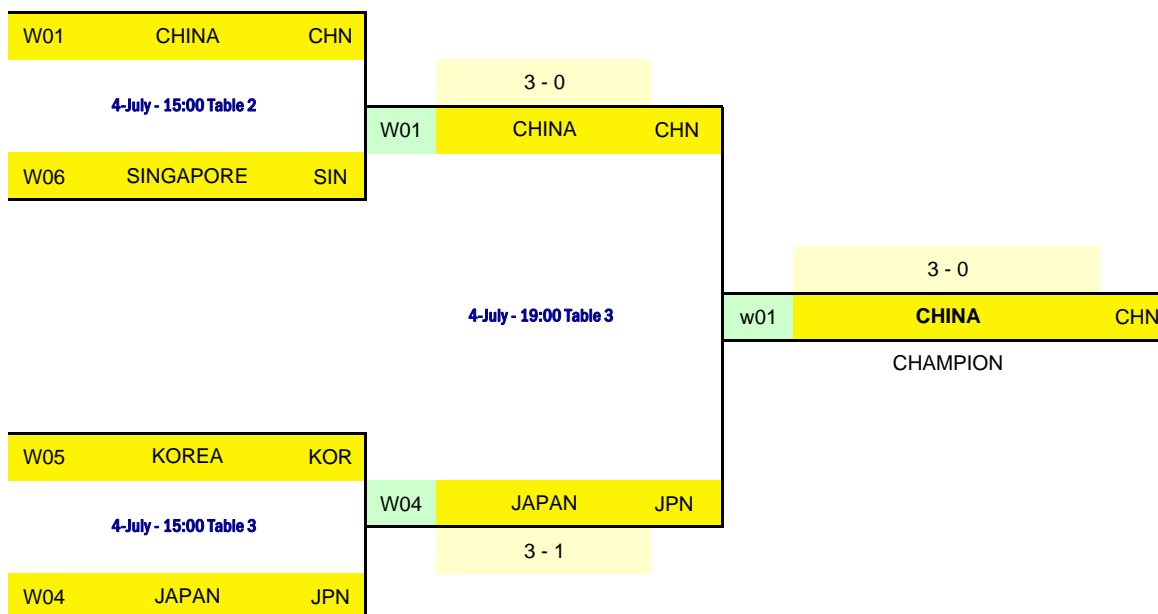 W01 CHINA CHN
4-July - 15:00 Table 2
W06 SINGAPORE SIN
3 - 0
W01 CHINA CHN
4-July - 19:00 Table 3
3 - 0
w01 CHINA CHN
CHAMPION
W05 KOREA KOR
4-July - 15:00 Table 3
W04 JAPAN JPN
W04 JAPAN JPN
3 - 1